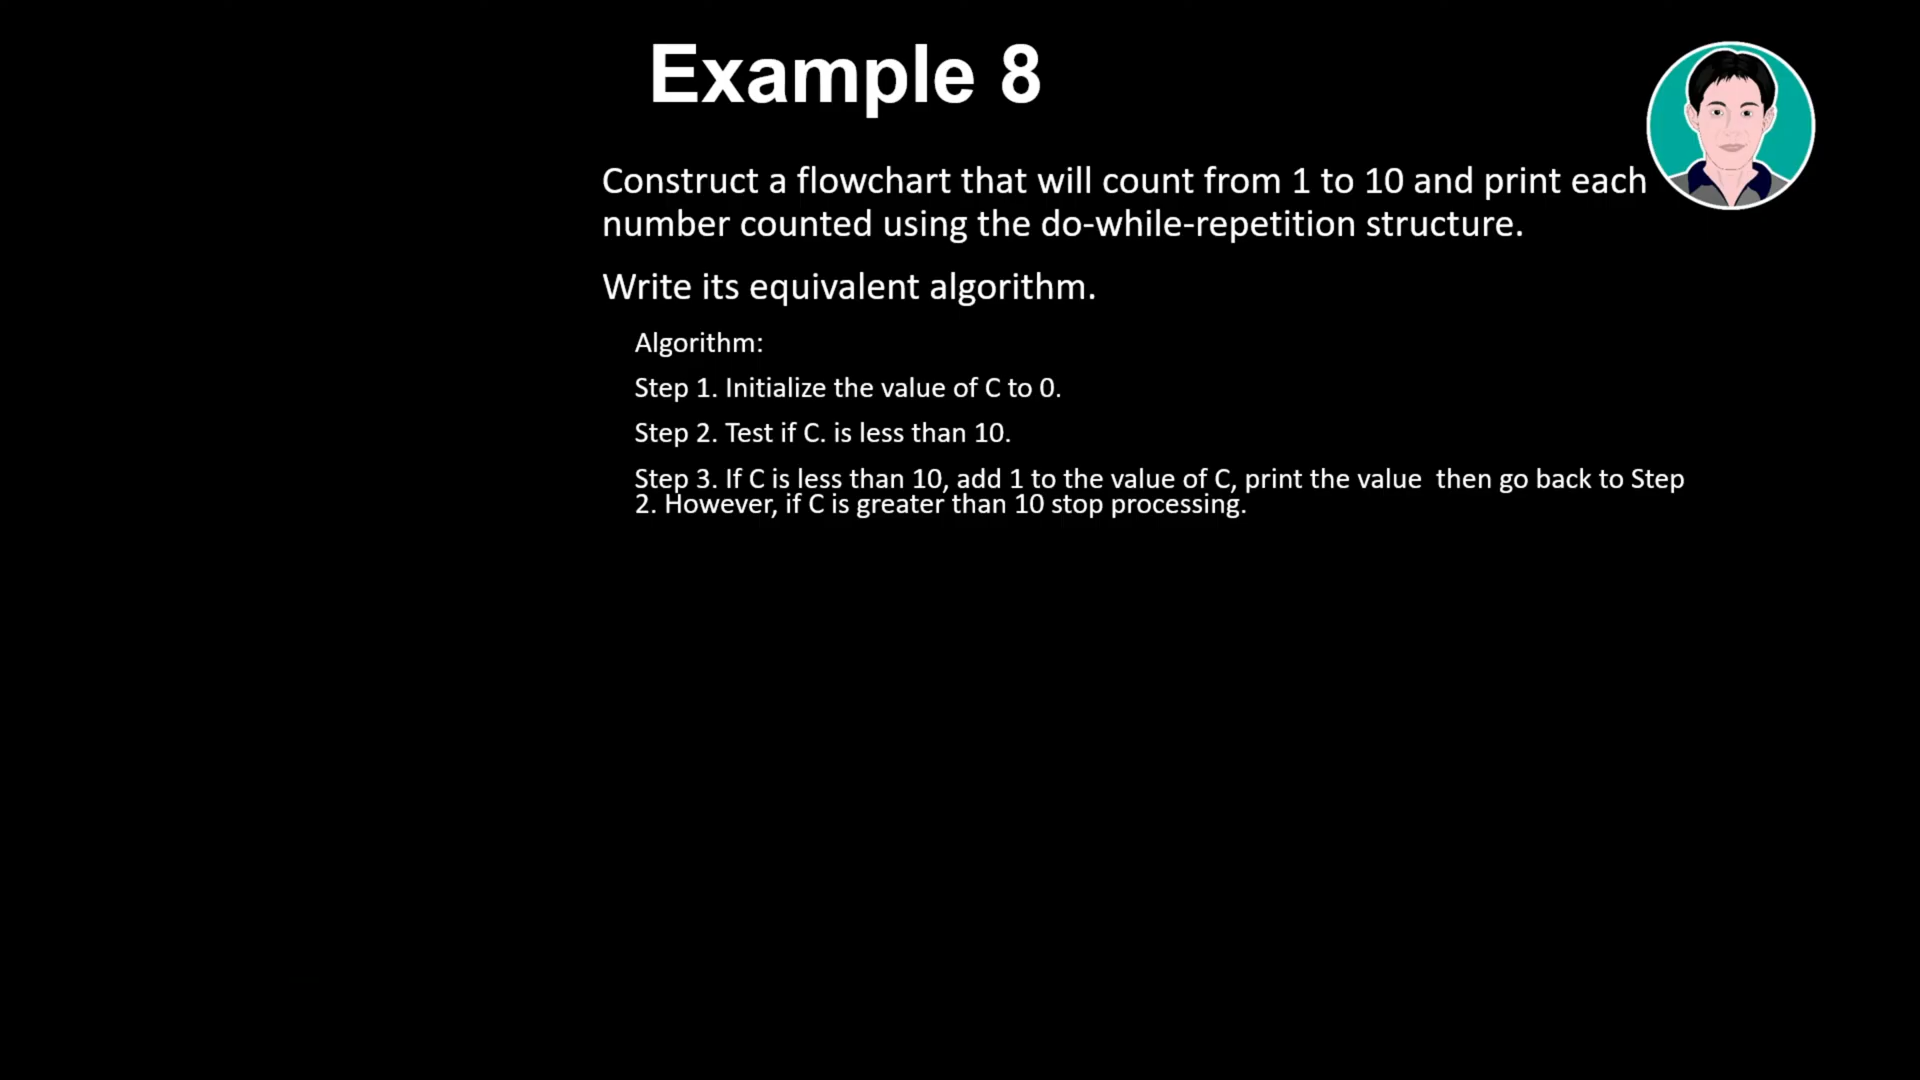 Example 8
Construct a flowchart that will count from 1 to 10 and print each
number counted using the do-while-repetition structure.
Write its equivalent algorithm.
Algorithm:
Step 1. Initialize the value of C to 0.
Step 2. Test if C. is less than 10.
Step 3. If C is less than 10, add 1 to the value of C, print the value  then go back to Step
2. However, if C is greater than 10 stop processing.